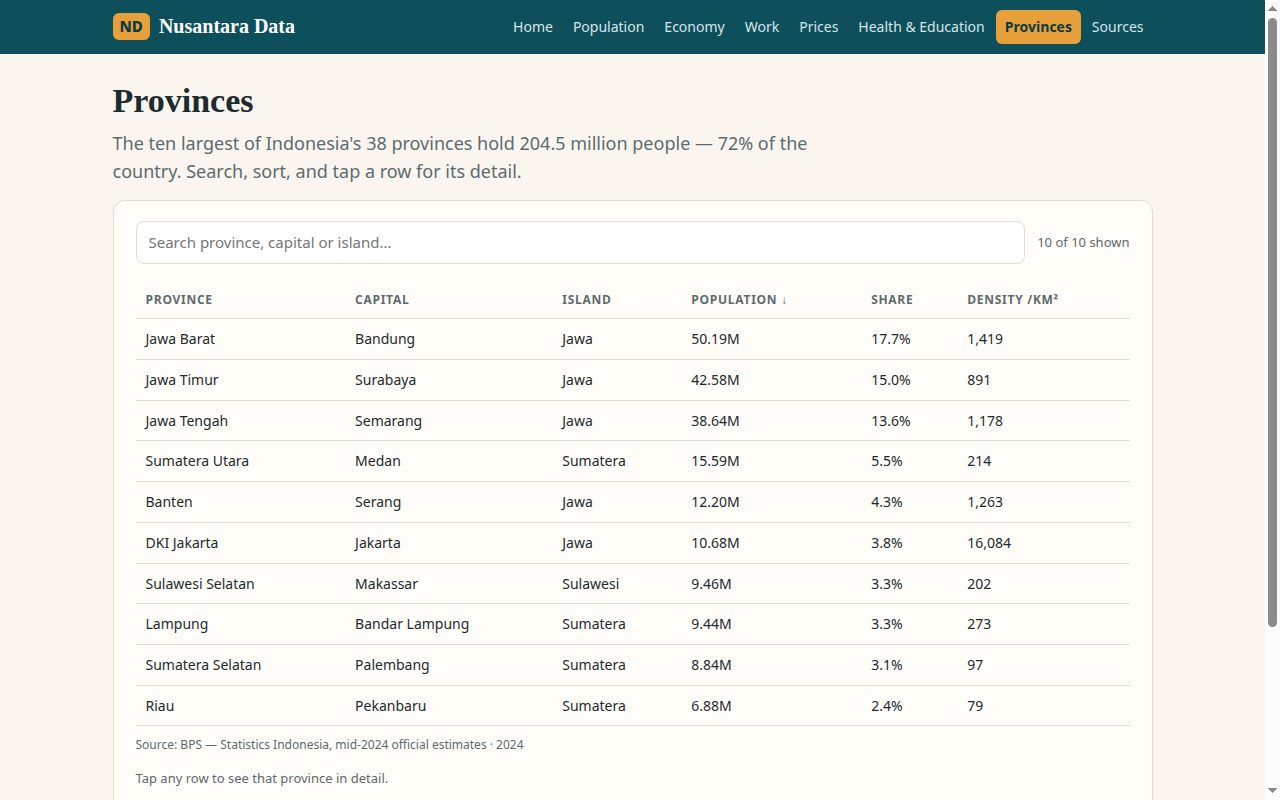 ND Nusantara Data Home Population Economy Work Prices Health & Education Provinces Sources
Provinces
The ten largest of Indonesia's 38 provinces hold 204.5 million people — 72% of the
country. Search, sort, and tap a row for its detail.
Search province, capital or island... 10 of 10 shown
PROVINCE CAPITAL ISLAND POPULATION ↓ SHARE DENSITY /KM²
Jawa Barat Bandung Jawa 50.19M 17.7% 1,419
Jawa Timur Surabaya Jawa 42.58M 15.0% 891
Jawa Tengah Semarang Jawa 38.64M 13.6% 1,178
Sumatera Utara Medan Sumatera 15.59M 5.5% 214
Banten Serang Jawa 12.20M 4.3% 1,263
DKI Jakarta Jakarta Jawa 10.68M 3.8% 16,084
Sulawesi Selatan Makassar Sulawesi 9.46M 3.3% 202
Lampung Bandar Lampung Sumatera 9.44M 3.3% 273
Sumatera Selatan Palembang Sumatera 8.84M 3.1% 97
Riau Pekanbaru Sumatera 6.88M 2.4% 79
Source: BPS — Statistics Indonesia, mid-2024 official estimates · 2024
Tap any row to see that province in detail.